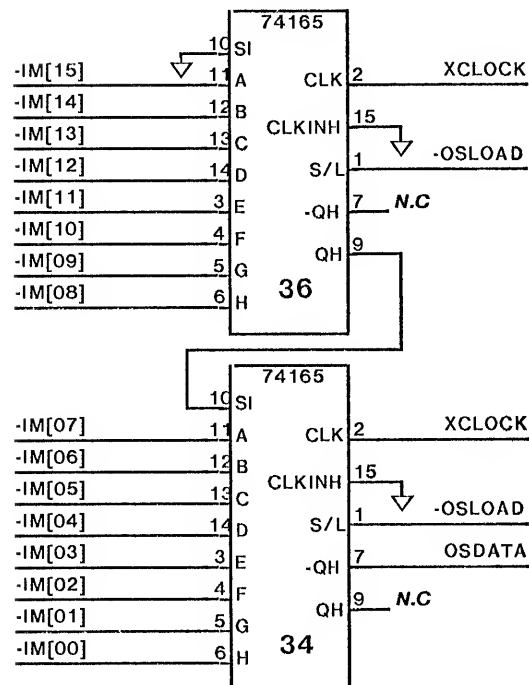 74165
10 SI
-IM[15] 11 A CLK 2 XCLOCK
-IM[14] 12 B
-IM[13] 13 C CLKINH 15
-IM[12] 14 D S/L 1 -OSLOAD
-IM[11] 3 E -QH 7 N.C
-IM[10] 4 F QH 9
-IM[09] 5 G
-IM[08] 6 H 36
74165
10 SI
-IM[07] 11 A CLK 2 XCLOCK
-IM[06] 12 B
-IM[05] 13 C CLKINH 15
-IM[04] 14 D S/L 1 -OSLOAD
-IM[03] 3 E -QH 7 OSDATA
-IM[02] 4 F QH 9 N.C
-IM[01] 5 G
-IM[00] 6 H 34